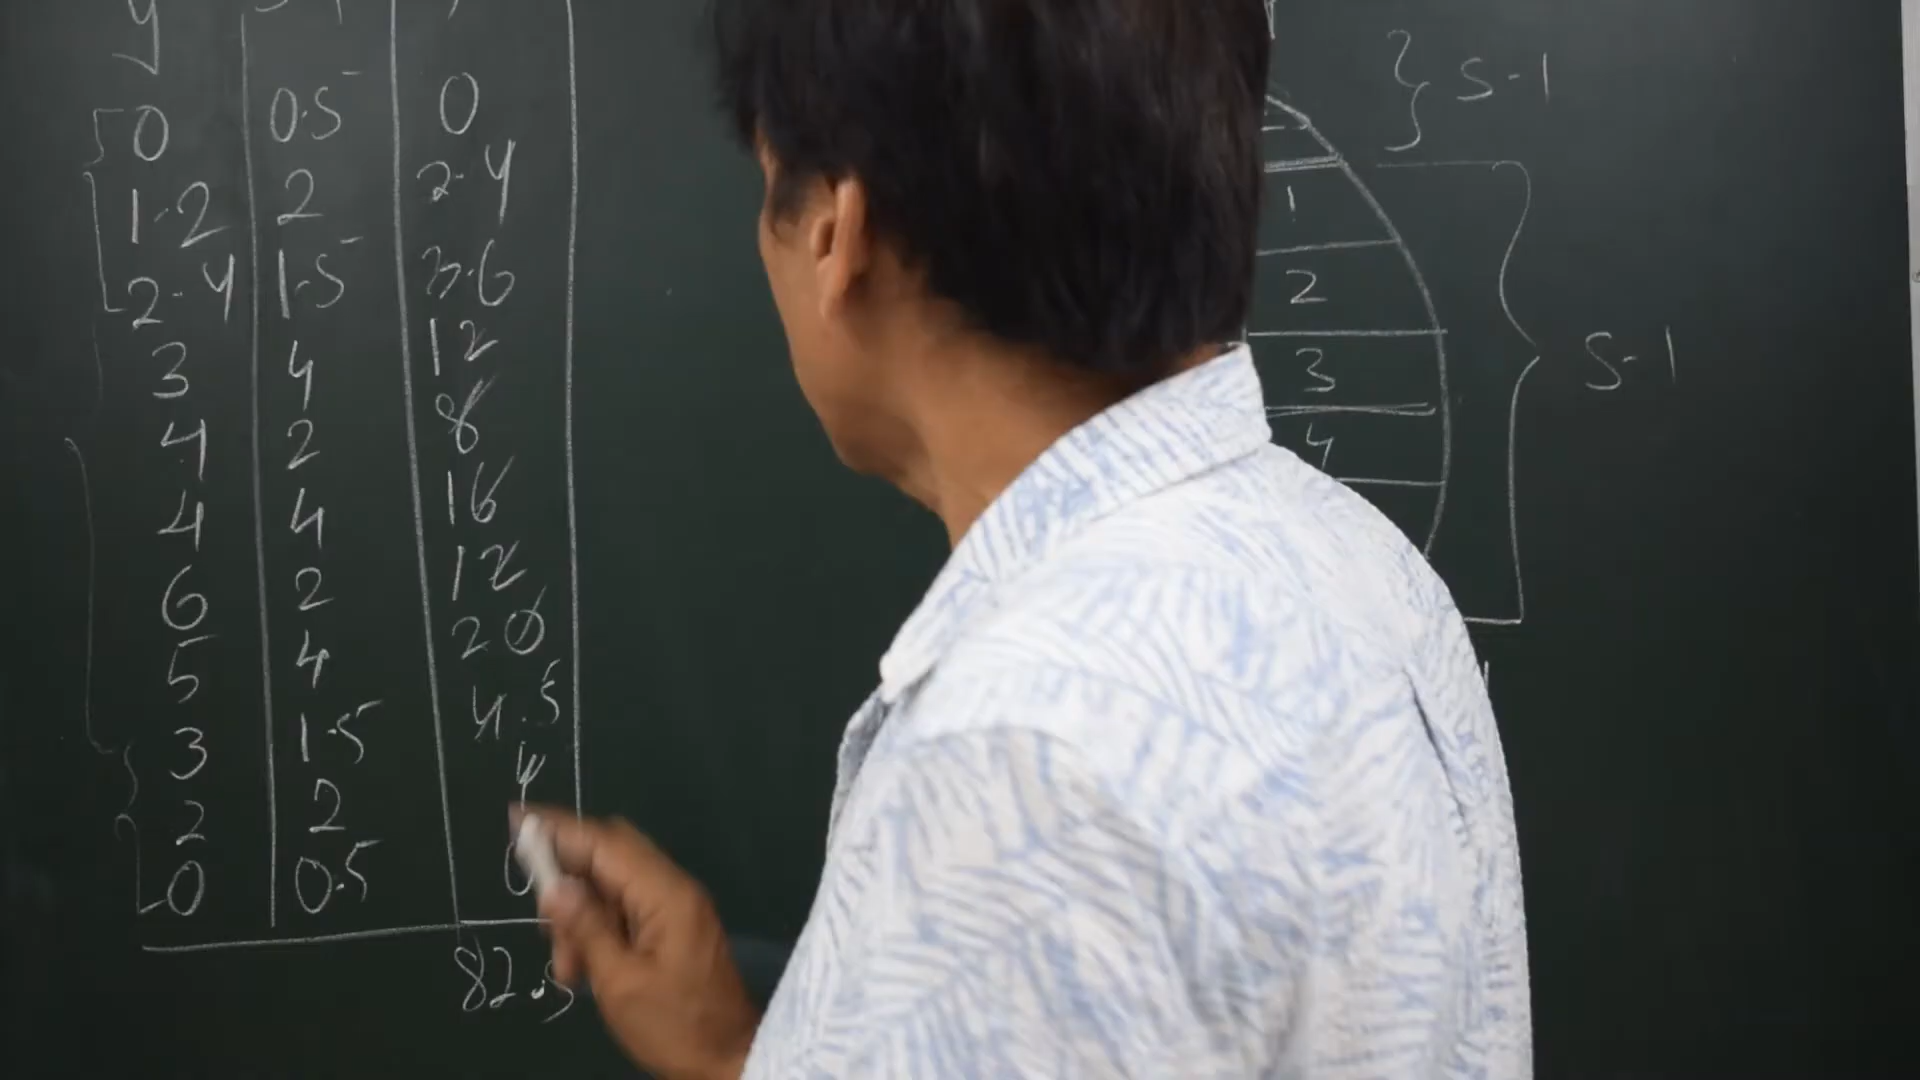 y S-1
0 0.5 0
1.2 2 2.4
2.4 1.5 3.6
3 4 12
4 2 8
4 4 16
6 2 12
5 4 20
3 1.5 4.5
2 2 4
0 0.5 0
82.5
S-1
1
2
3
4
S-1